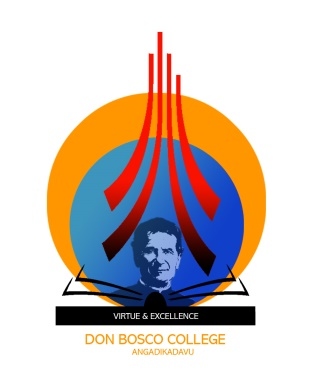 VIRTUE & EXCELLENCE
DON BOSCO COLLEGE
ANGADIKADAVU